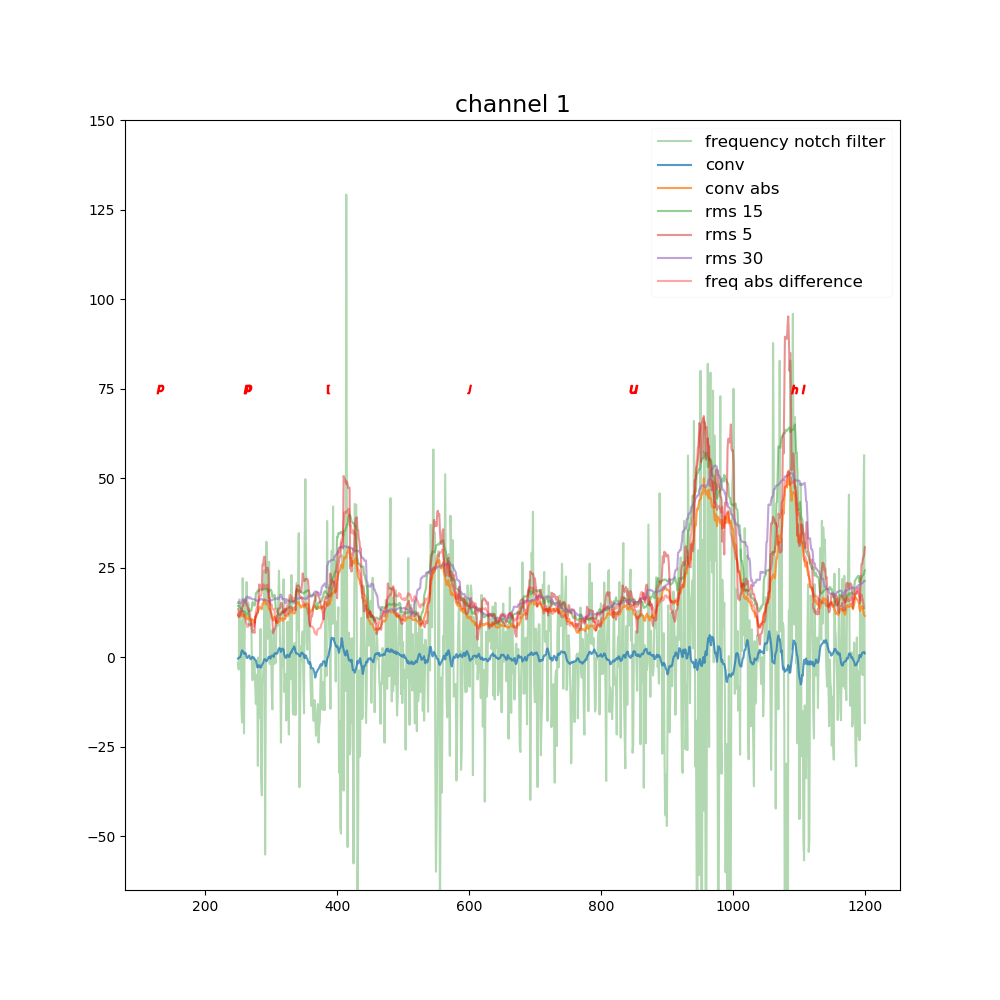 channel 1
150
125
100
75
50
25
0
−25
−50
200 400 600 800 1000 1200
frequency notch filter
conv
conv abs
rms 15
rms 5
rms 30
freq abs difference
p p j u h l